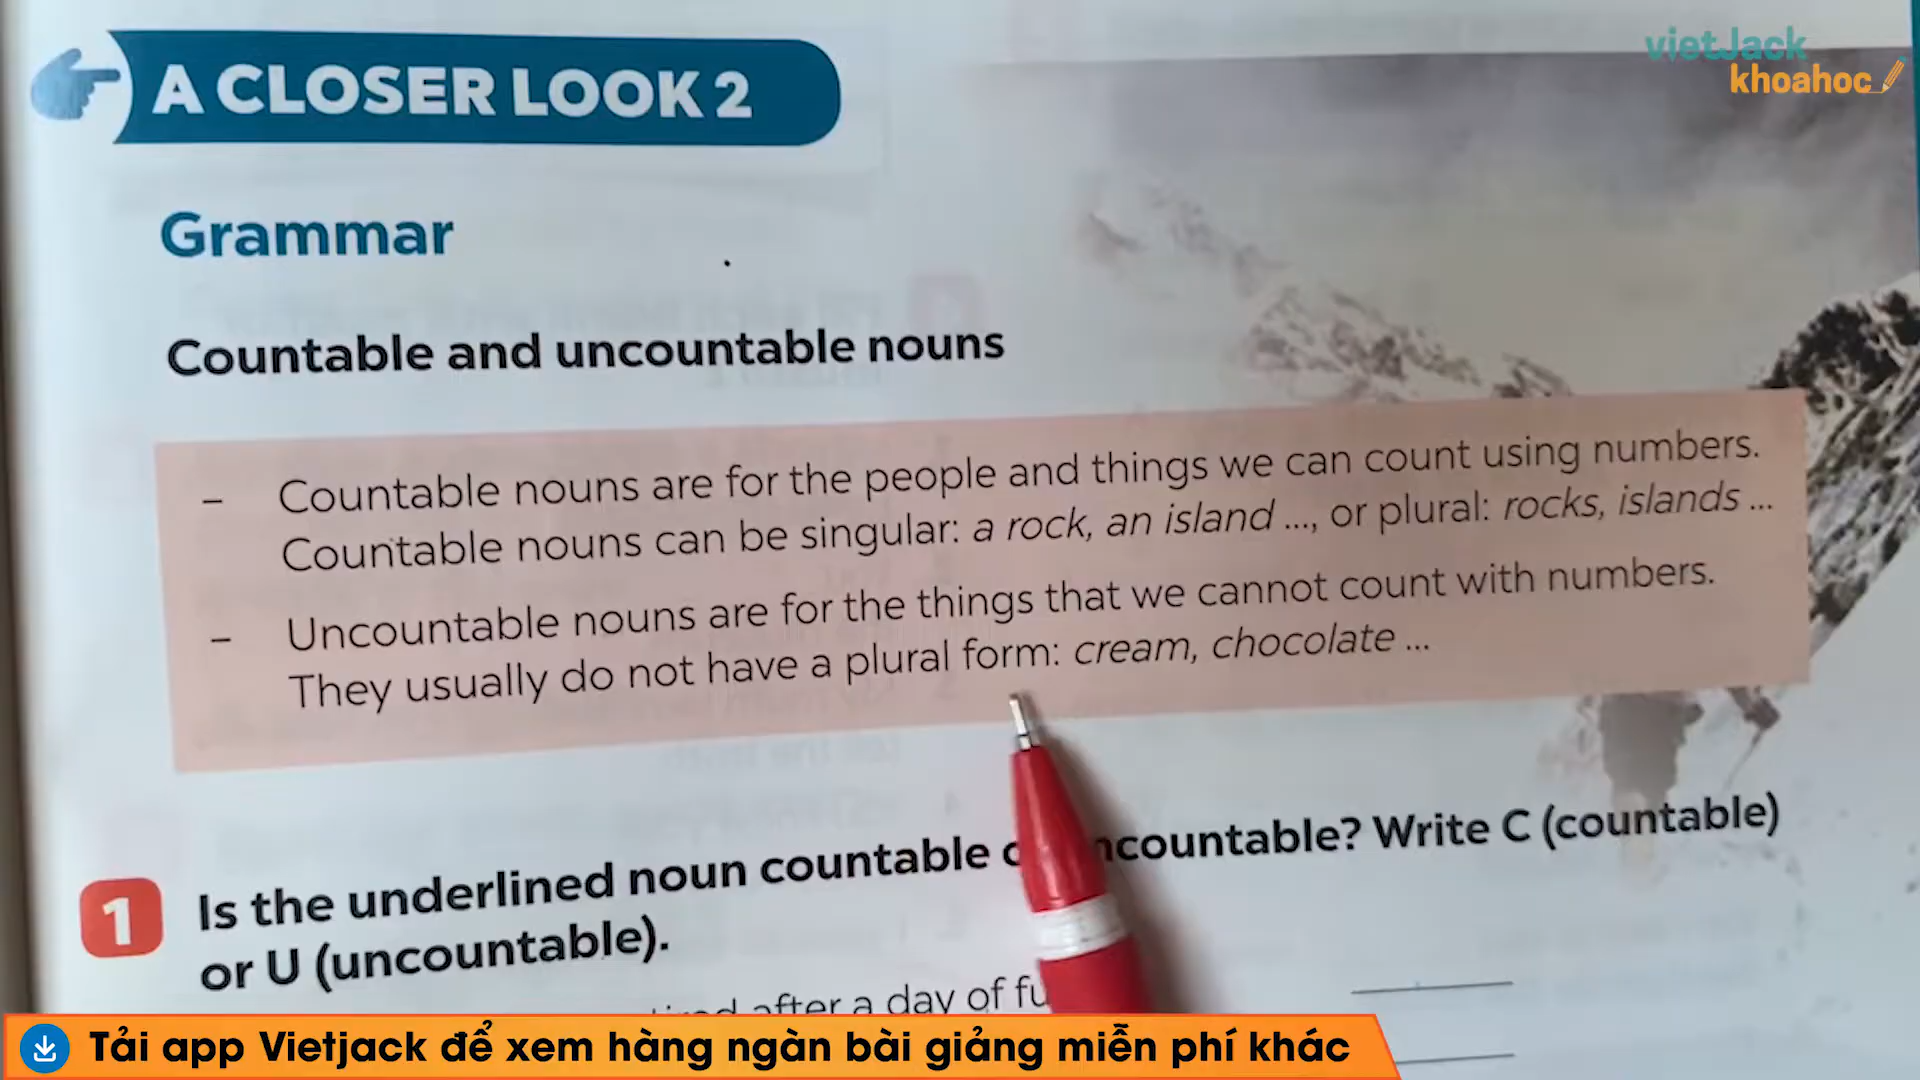 vietJack
khoahoc
A CLOSER LOOK 2
Grammar
Countable and uncountable nouns
– Countable nouns are for the people and things we can count using numbers.
Countable nouns can be singular: a rock, an island ..., or plural: rocks, islands ...
– Uncountable nouns are for the things that we cannot count with numbers.
They usually do not have a plural form: cream, chocolate ...
1 Is the underlined noun countable countable? Write C (countable)
or U (uncountable).
after a day of
Tải app Vietjack để xem hàng ngàn bài giảng miễn phí khác